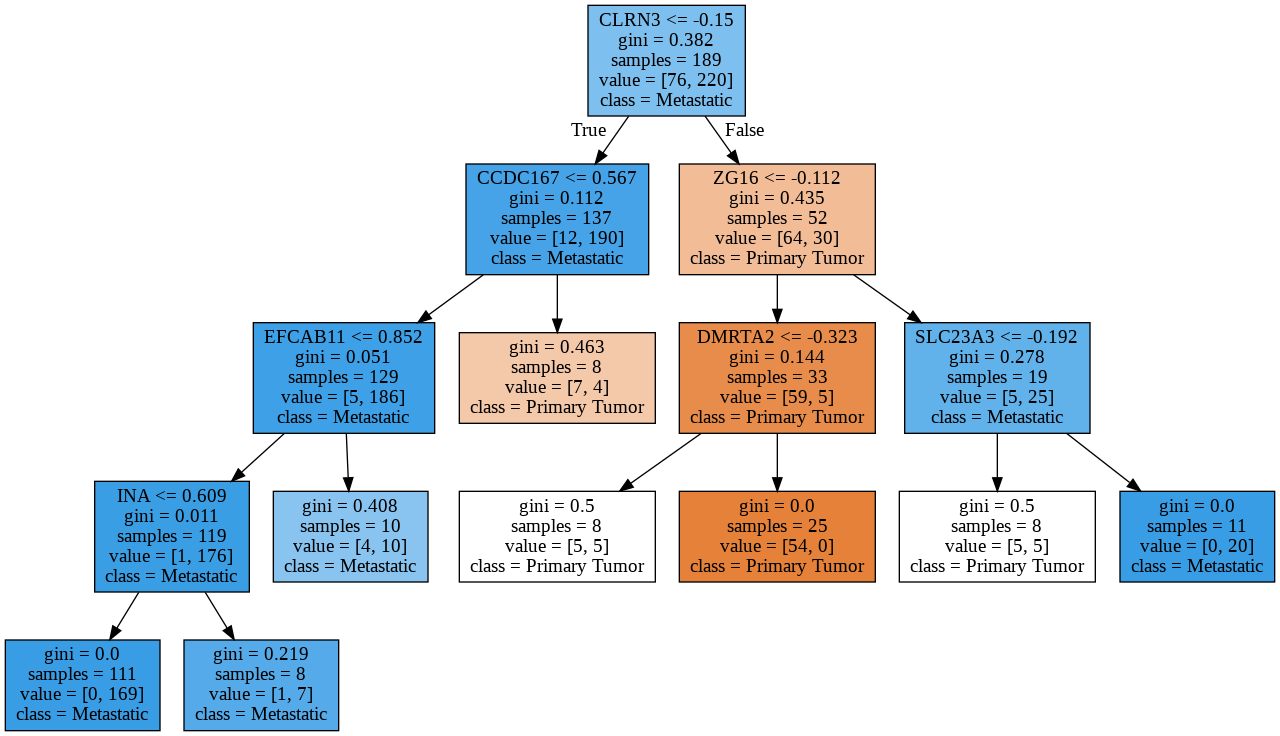 CLRN3 <= -0.15
gini = 0.382
samples = 189
value = [76, 220]
class = Metastatic
True
False
CCDC167 <= 0.567
gini = 0.112
samples = 137
value = [12, 190]
class = Metastatic
ZG16 <= -0.112
gini = 0.435
samples = 52
value = [64, 30]
class = Primary Tumor
EFCAB11 <= 0.852
gini = 0.051
samples = 129
value = [5, 186]
class = Metastatic
gini = 0.463
samples = 8
value = [7, 4]
class = Primary Tumor
DMRTA2 <= -0.323
gini = 0.144
samples = 33
value = [59, 5]
class = Primary Tumor
SLC23A3 <= -0.192
gini = 0.278
samples = 19
value = [5, 25]
class = Metastatic
INA <= 0.609
gini = 0.011
samples = 119
value = [1, 176]
class = Metastatic
gini = 0.408
samples = 10
value = [4, 10]
class = Metastatic
gini = 0.5
samples = 8
value = [5, 5]
class = Primary Tumor
gini = 0.0
samples = 25
value = [54, 0]
class = Primary Tumor
gini = 0.5
samples = 8
value = [5, 5]
class = Primary Tumor
gini = 0.0
samples = 11
value = [0, 20]
class = Metastatic
gini = 0.0
samples = 111
value = [0, 169]
class = Metastatic
gini = 0.219
samples = 8
value = [1, 7]
class = Metastatic